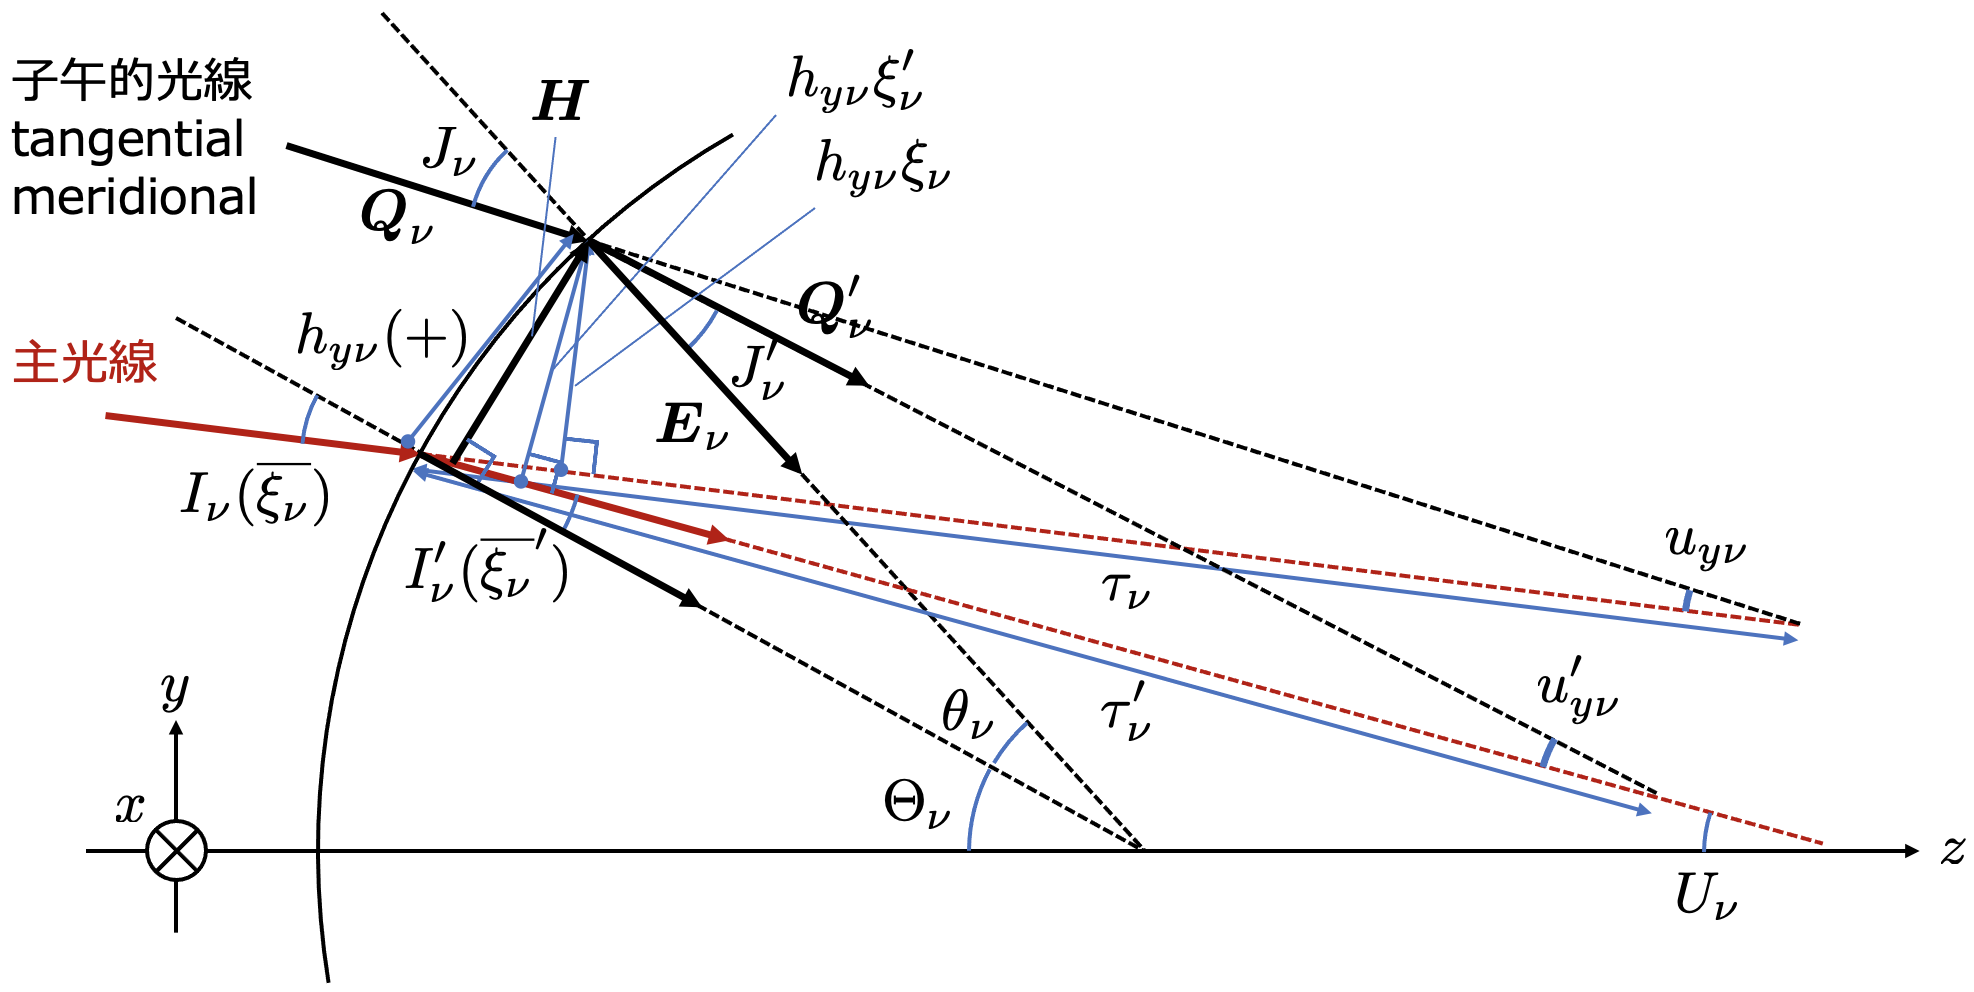 子午的光線
tangential
meridional
H
h_{yν}ξ′_ν
J_ν
h_{yν}ξ_ν
Q_ν
Q′_ν
h_{yν}(+)
主光線
J′_ν
E_ν
I_ν(\overline{ξ_ν})
I′_ν(\overline{ξ_ν}′)
u_{yν}
τ_ν
y
θ_ν
τ′_ν
u′_{yν}
x
Θ_ν
z
U_ν